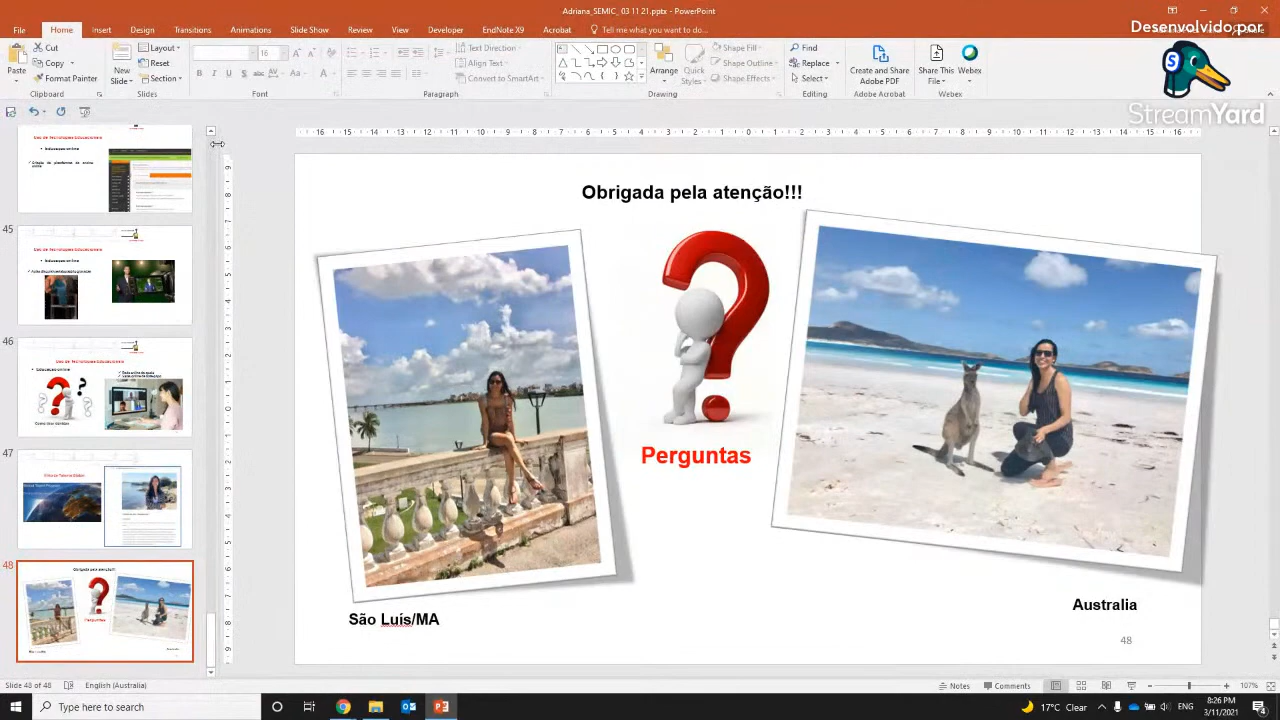 Adriana_SEMIC_ 03 11 21.pptx - PowerPoint
Desenvolvido por
StreamYard
File Home Insert Design Transitions Animations Slide Show Review View Developer EndNote X9 Acrobat Tell me what you want to do...
Cut
Copy
Format Painter
Clipboard
New Slide
Layout
Reset
Section
Slides
16
Font
Text Direction
Align Text
Convert to SmartArt
Paragraph
Arrange
Quick Styles
Shape Fill
Shape Outline
Shape Effects
Drawing
Find
Replace
Select
Editing
Create and Share Adobe PDF
Adobe Acrobat
Share This File
Webex
Webex
45
46
47
48
Obrigada pela atenção!!!
Perguntas
São Luís/MA
Australia
48
Slide 48 of 48 English (Australia) Notes Comments 107%
Type here to search
17°C Clear
8:26 PM
3/11/2021